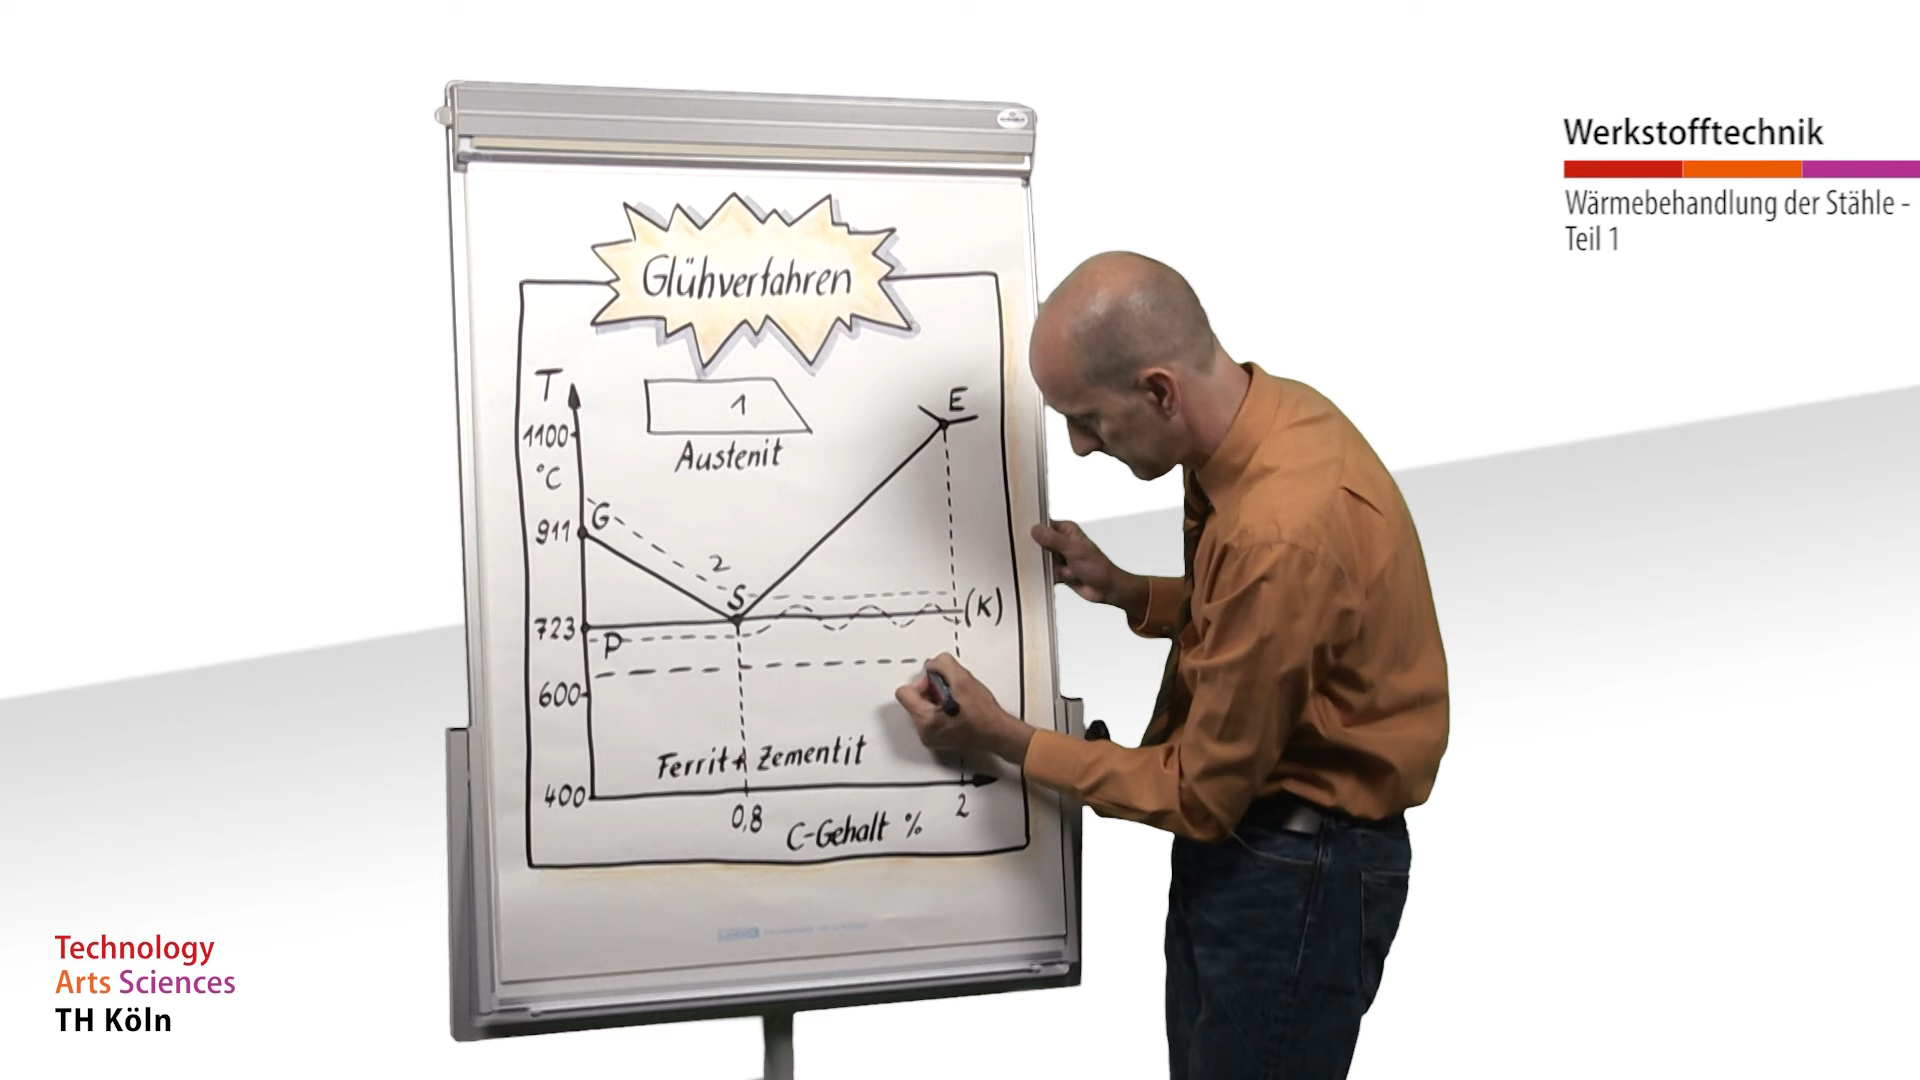 Werkstofftechnik
Wärmebehandlung der Stähle -
Teil 1
Glühverfahren
T
1
E
1100
Austenit
°C
G
911
2
S
(K)
723
P
600
Ferrit + Zementit
400
0,8
2
C-Gehalt %
Technology
Arts Sciences
TH Köln